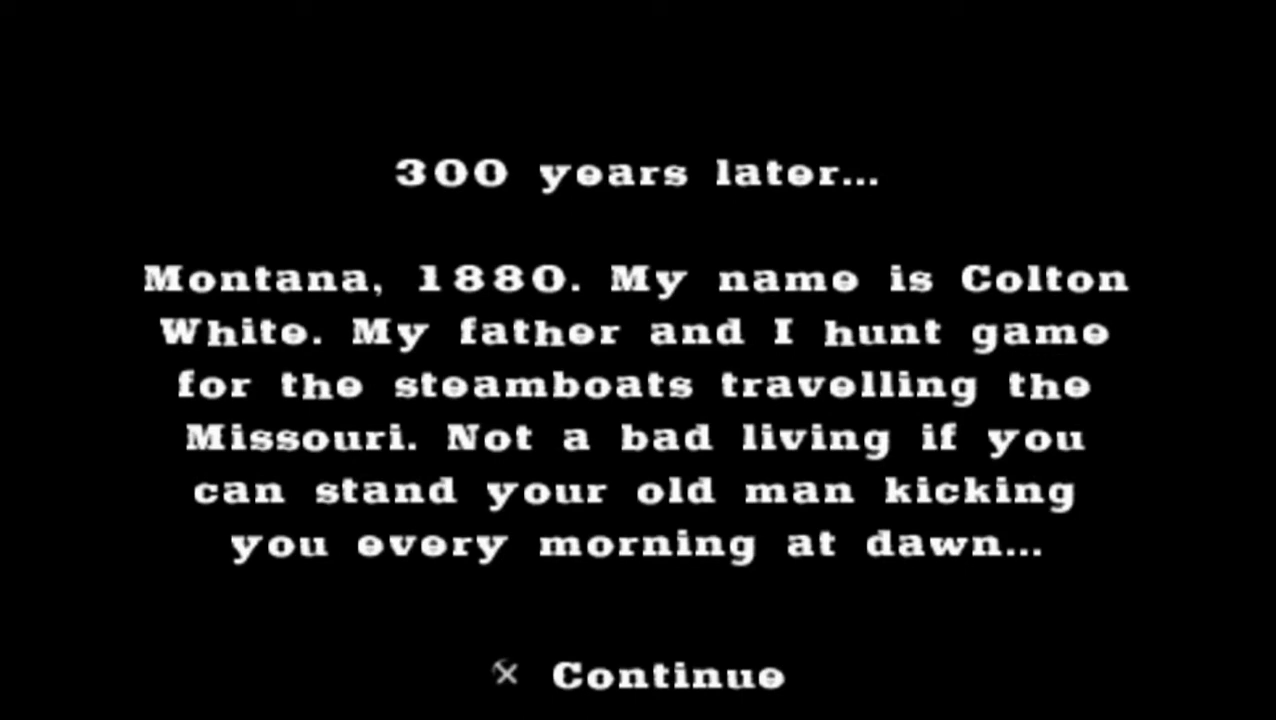 300 years later...
Montana, 1880. My name is Colton
White. My father and I hunt game
for the steamboats travelling the
Missouri. Not a bad living if you
can stand your old man kicking
you every morning at dawn...
Continue